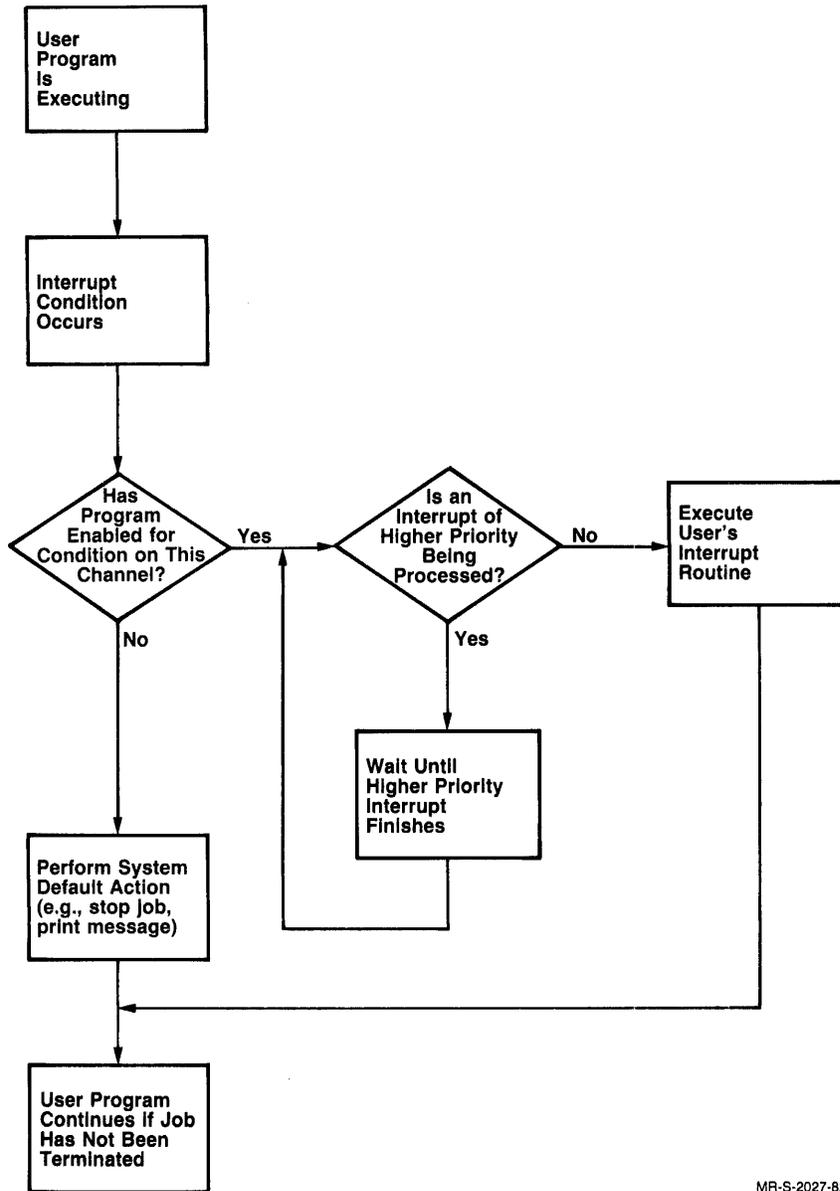 User
Program
Is
Executing
Interrupt
Condition
Occurs
Has
Program
Enabled for
Condition on This
Channel?
Yes
No
Is an
Interrupt of
Higher Priority
Being
Processed?
No
Yes
Execute
User's
Interrupt
Routine
Wait Until
Higher Priority
Interrupt
Finishes
Perform System
Default Action
(e.g., stop job,
print message)
User Program
Continues if Job
Has Not Been
Terminated
MR-S-2027-8